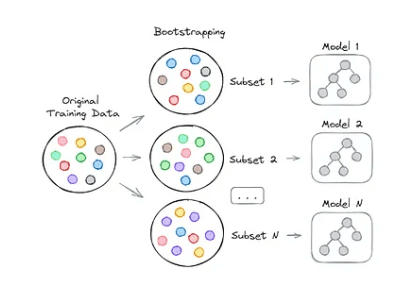 Bootstrapping
Original
Training Data
Subset 1
Model 1
Subset 2
Model 2
...
Subset N
Model N